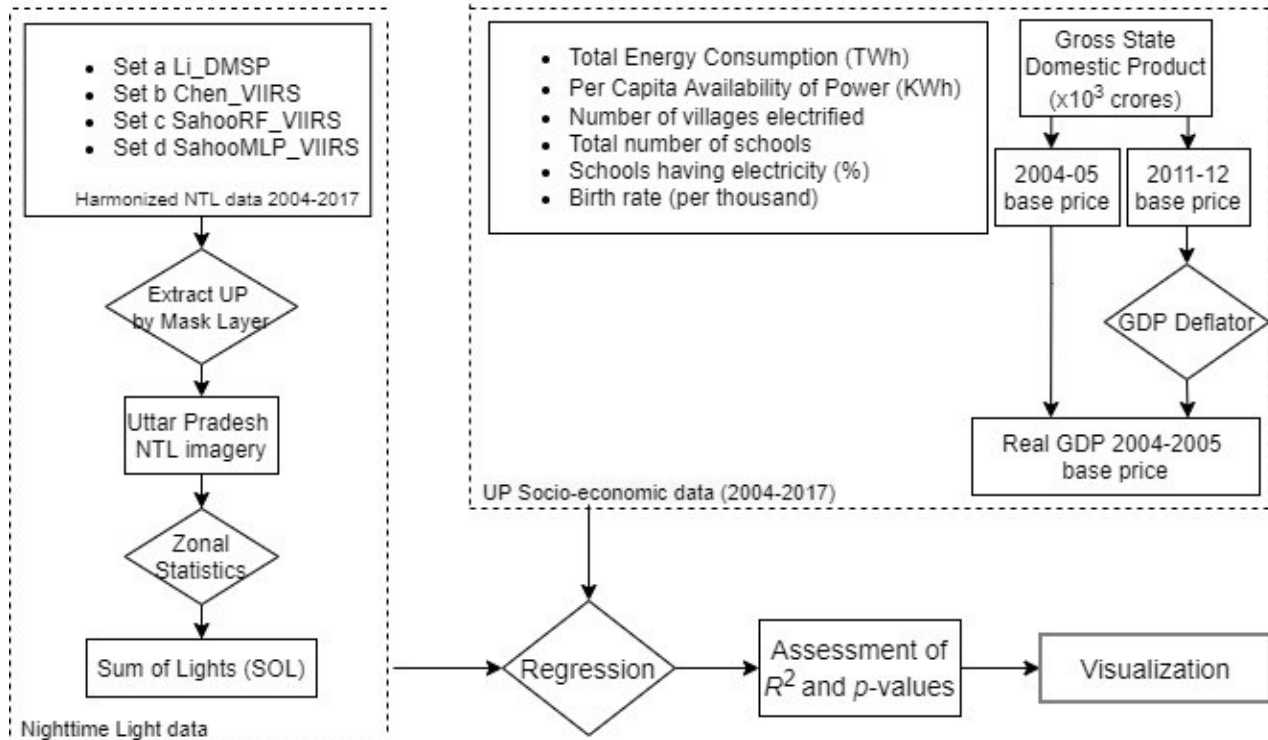 • Set a Li_DMSP
• Set b Chen_VIIRS
• Set c SahooRF_VIIRS
• Set d SahooMLP_VIIRS
Harmonized NTL data 2004-2017
Extract UP
by Mask Layer
Uttar Pradesh
NTL imagery
Zonal
Statistics
Sum of Lights (SOL)
Nighttime Light data
• Total Energy Consumption (TWh)
• Per Capita Availability of Power (KWh)
• Number of villages electrified
• Total number of schools
• Schools having electricity (%)
• Birth rate (per thousand)
Gross State
Domestic Product
(x10³ crores)
2004-05
base price
2011-12
base price
GDP Deflator
Real GDP 2004-2005
base price
UP Socio-economic data (2004-2017)
Regression
Assessment of
R² and p-values
Visualization